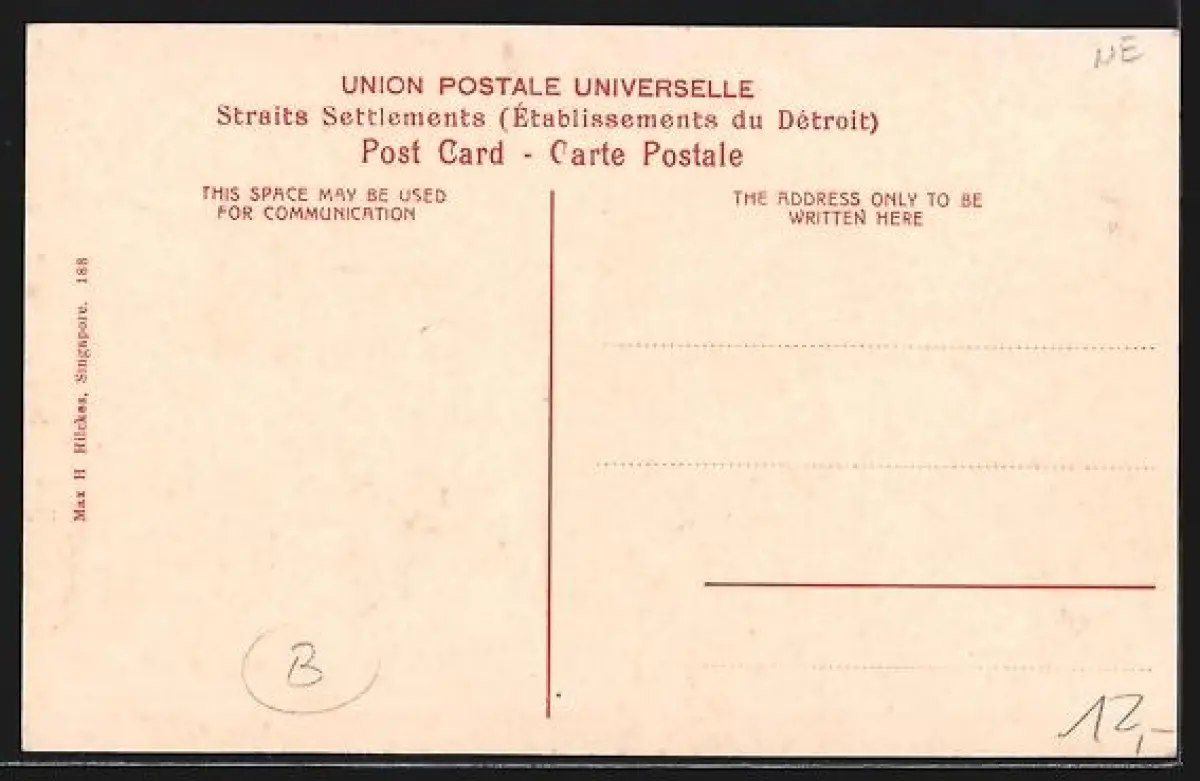 NE
UNION POSTALE UNIVERSELLE
Straits Settlements (Établissements du Détroit)
Post Card - Carte Postale
THIS SPACE MAY BE USED
FOR COMMUNICATION
THE ADDRESS ONLY TO BE
WRITTEN HERE
Max H Hilckes, Singapore. 188
B
12,-